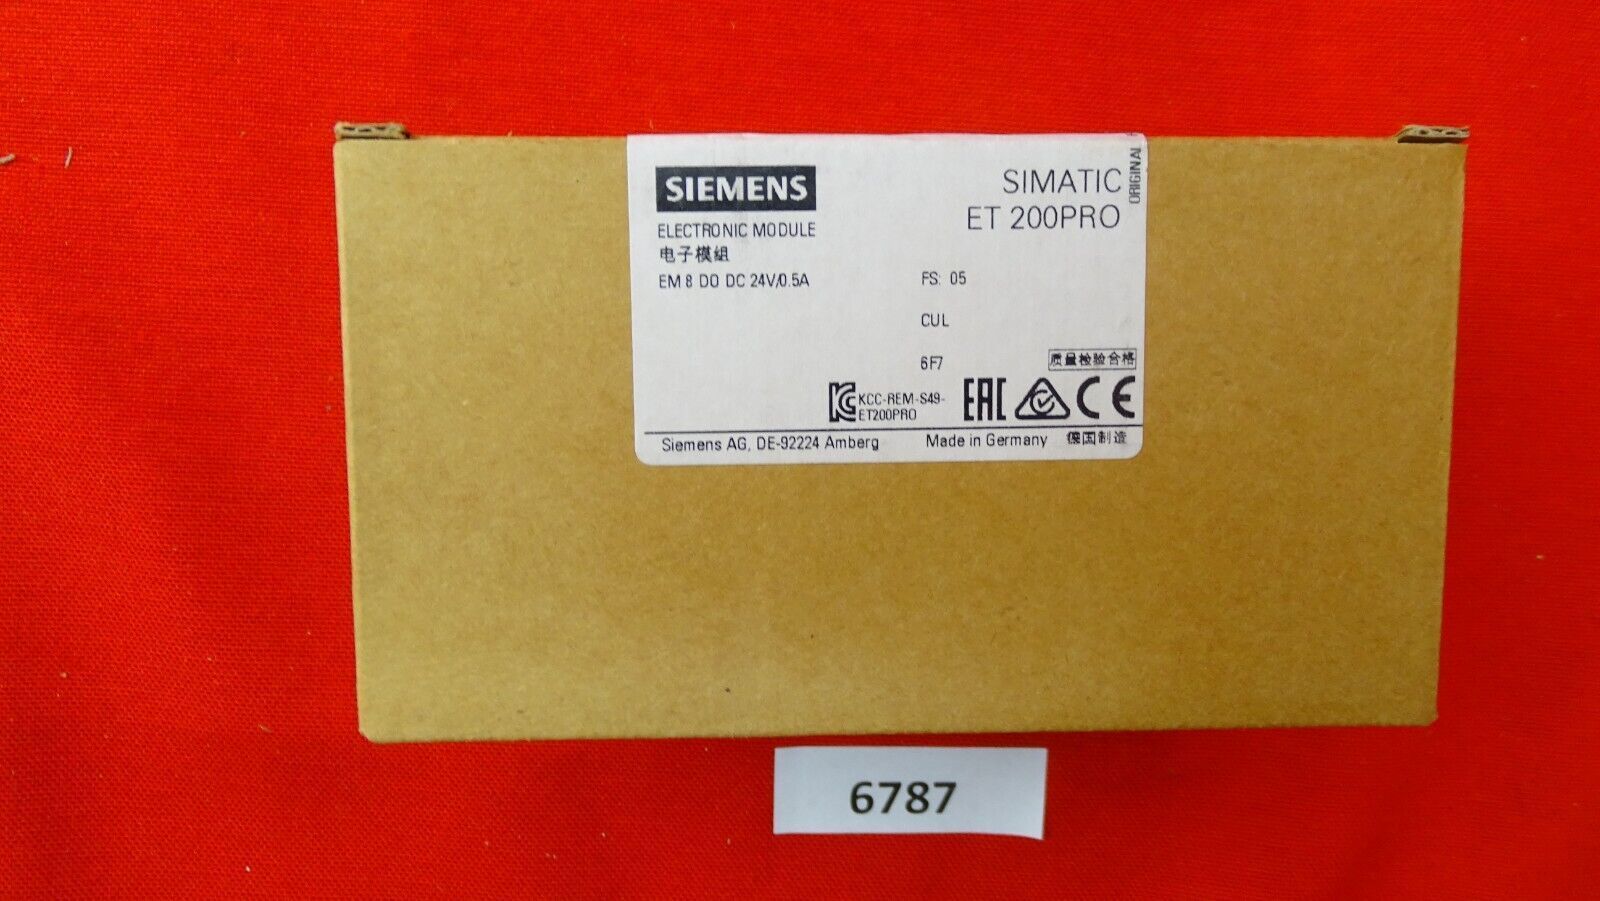 SIEMENS
SIMATIC
ET 200PRO
ORIGINAL
ELECTRONIC MODULE
电子模组
EM 8 DO DC 24V/0.5A
FS: 05
CUL
6F7
质量检验合格
KCC-REM-S49-
ET200PRO
EAC
CE
Siemens AG, DE-92224 Amberg
Made in Germany 德国制造
6787